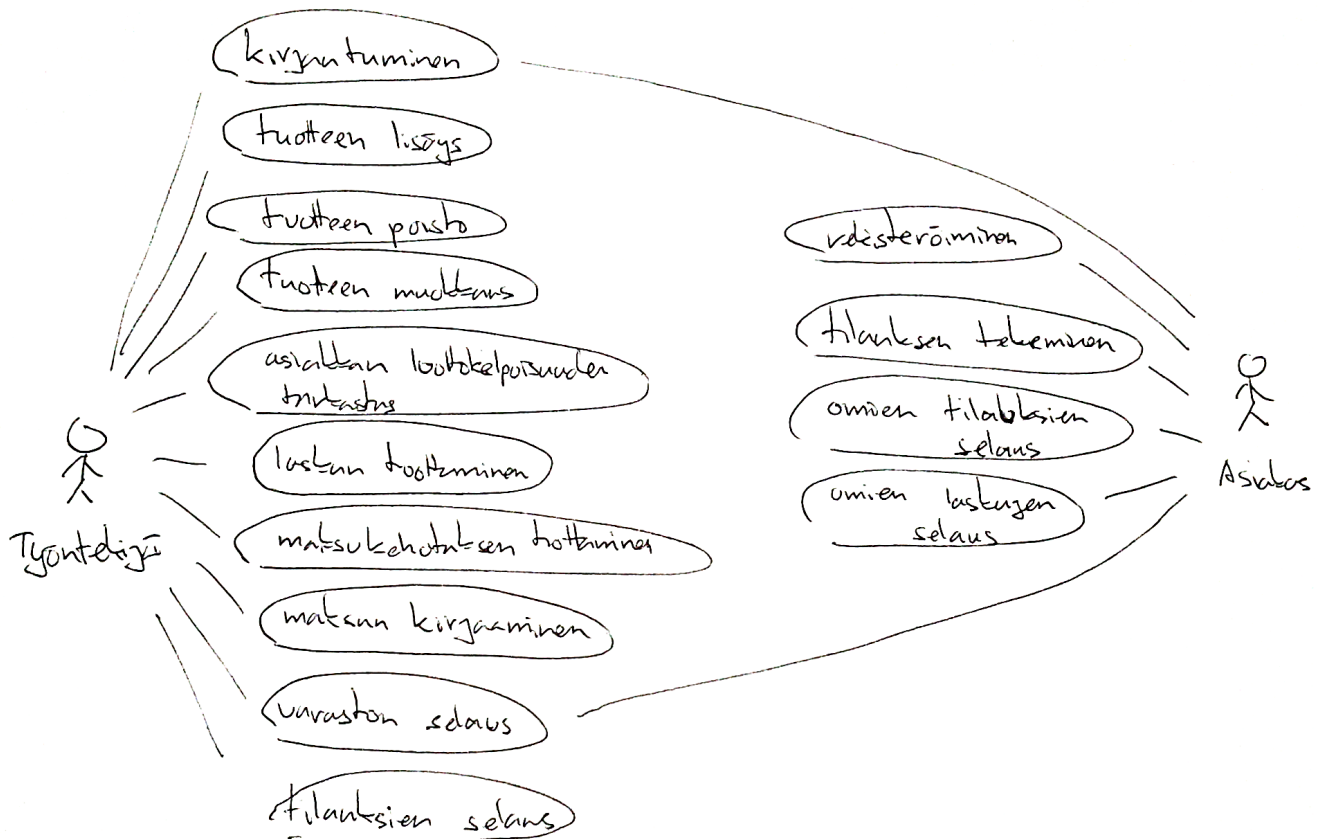 kirjautuminen
tuotteen lisäys
tuotteen poisto
tuotteen muokkaus
asiakkaan luottokelpoisuuden
tarkastus
laskun tuottaminen
maksukehotuksen tuottaminen
maksun kirjaaminen
varaston selaus
tilauksien selaus
Työntekijä
rekisteröiminen
tilauksen tekeminen
omien tilauksien
selaus
omien laskujen
selaus
Asiakas